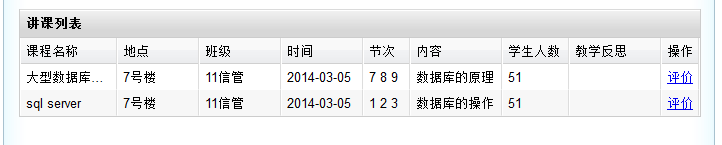 讲课列表
课程名称 地点 班级 时间 节次 内容 学生人数 教学反思 操作
大型数据库... 7号楼 11信管 2014-03-05 7 8 9 数据库的原理 51 评价
sql server 7号楼 11信管 2014-03-05 1 2 3 数据库的操作 51 评价